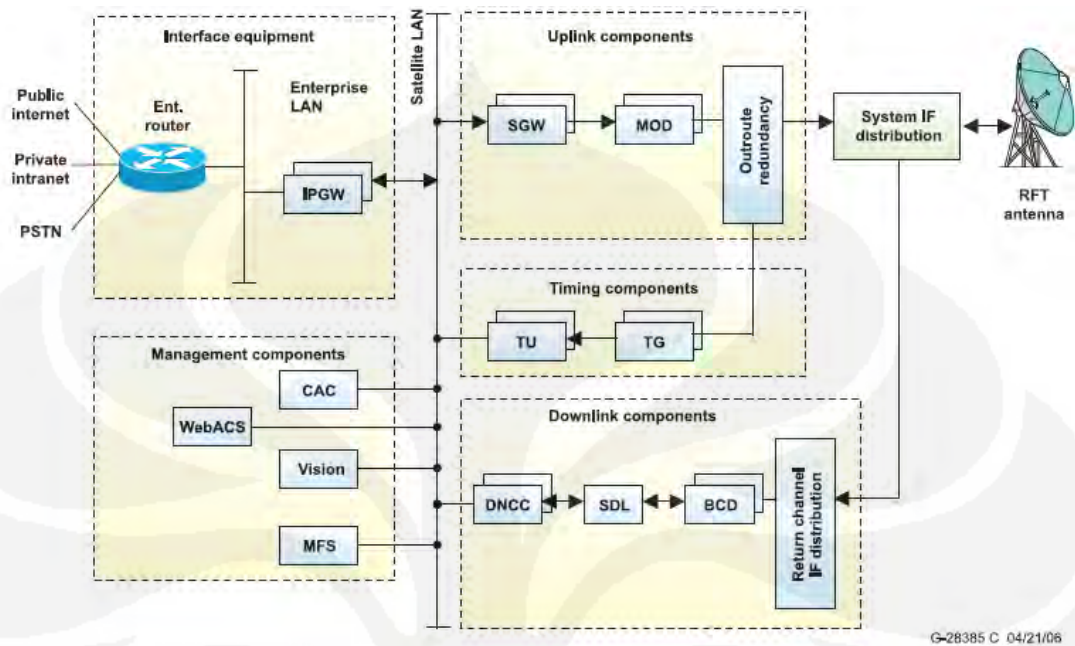 Interface equipment
Public
internet
Private
intranet
PSTN
Ent.
router
Enterprise
LAN
IPGW
Satellite LAN
Uplink components
SGW
MOD
Outroute
redundancy
System IF
distribution
RFT
antenna
Timing components
TU
TG
Management components
CAC
WebACS
Vision
MFS
Downlink components
DNCC
SDL
BCD
Return channel
IF distribution
G-28385 C 04/21/06